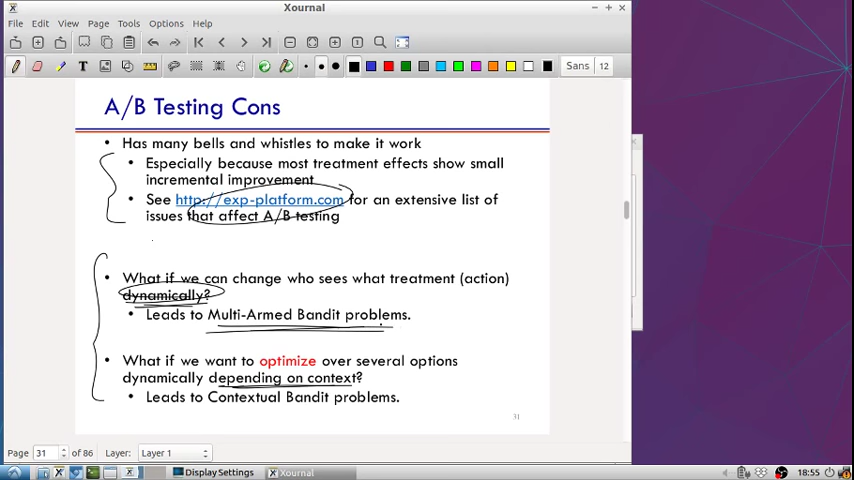 Xournal
File Edit View Page Tools Options Help
Sans 12
A/B Testing Cons
• Has many bells and whistles to make it work
• Especially because most treatment effects show small
incremental improvement
• See http://exp-platform.com for an extensive list of
issues that affect A/B testing
• What if we can change who sees what treatment (action)
dynamically?
• Leads to Multi-Armed Bandit problems.
• What if we want to optimize over several options
dynamically depending on context?
• Leads to Contextual Bandit problems.
31
Page 31 of 86 Layer: Layer 1
Display Settings Xournal 18:55